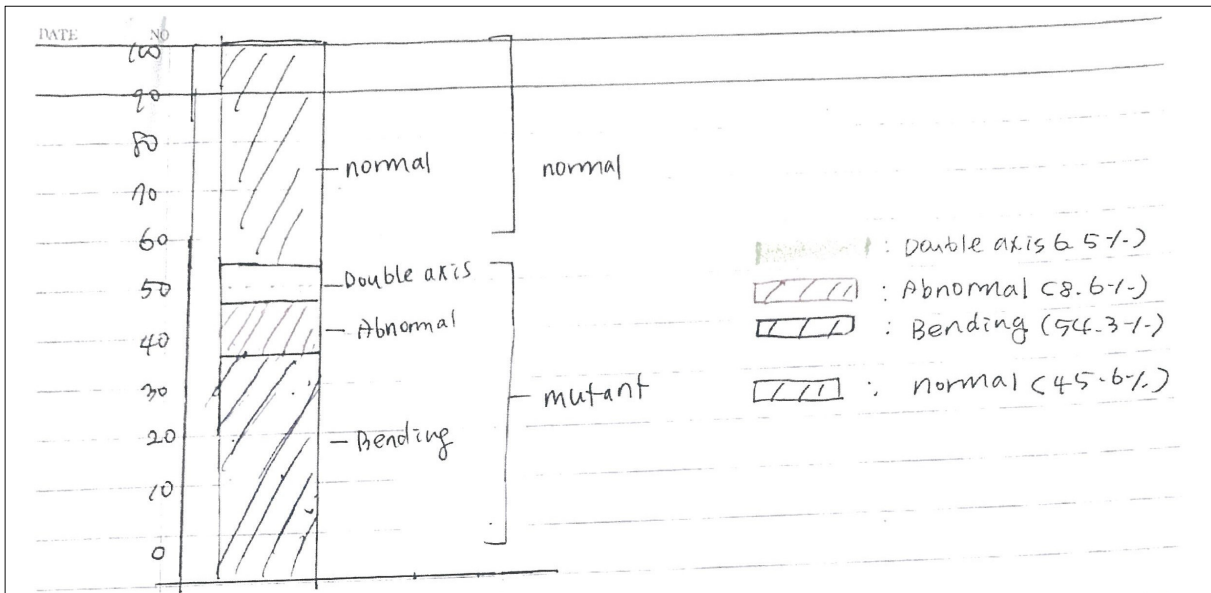 DATE NO
100
90
80
70
60
50
40
30
20
10
0
normal
Double axis
Abnormal
Bending
normal
mutant
: Double axis 6.5%)
: Abnormal (8.6%)
: Bending (54.3%)
: normal (45.6%)